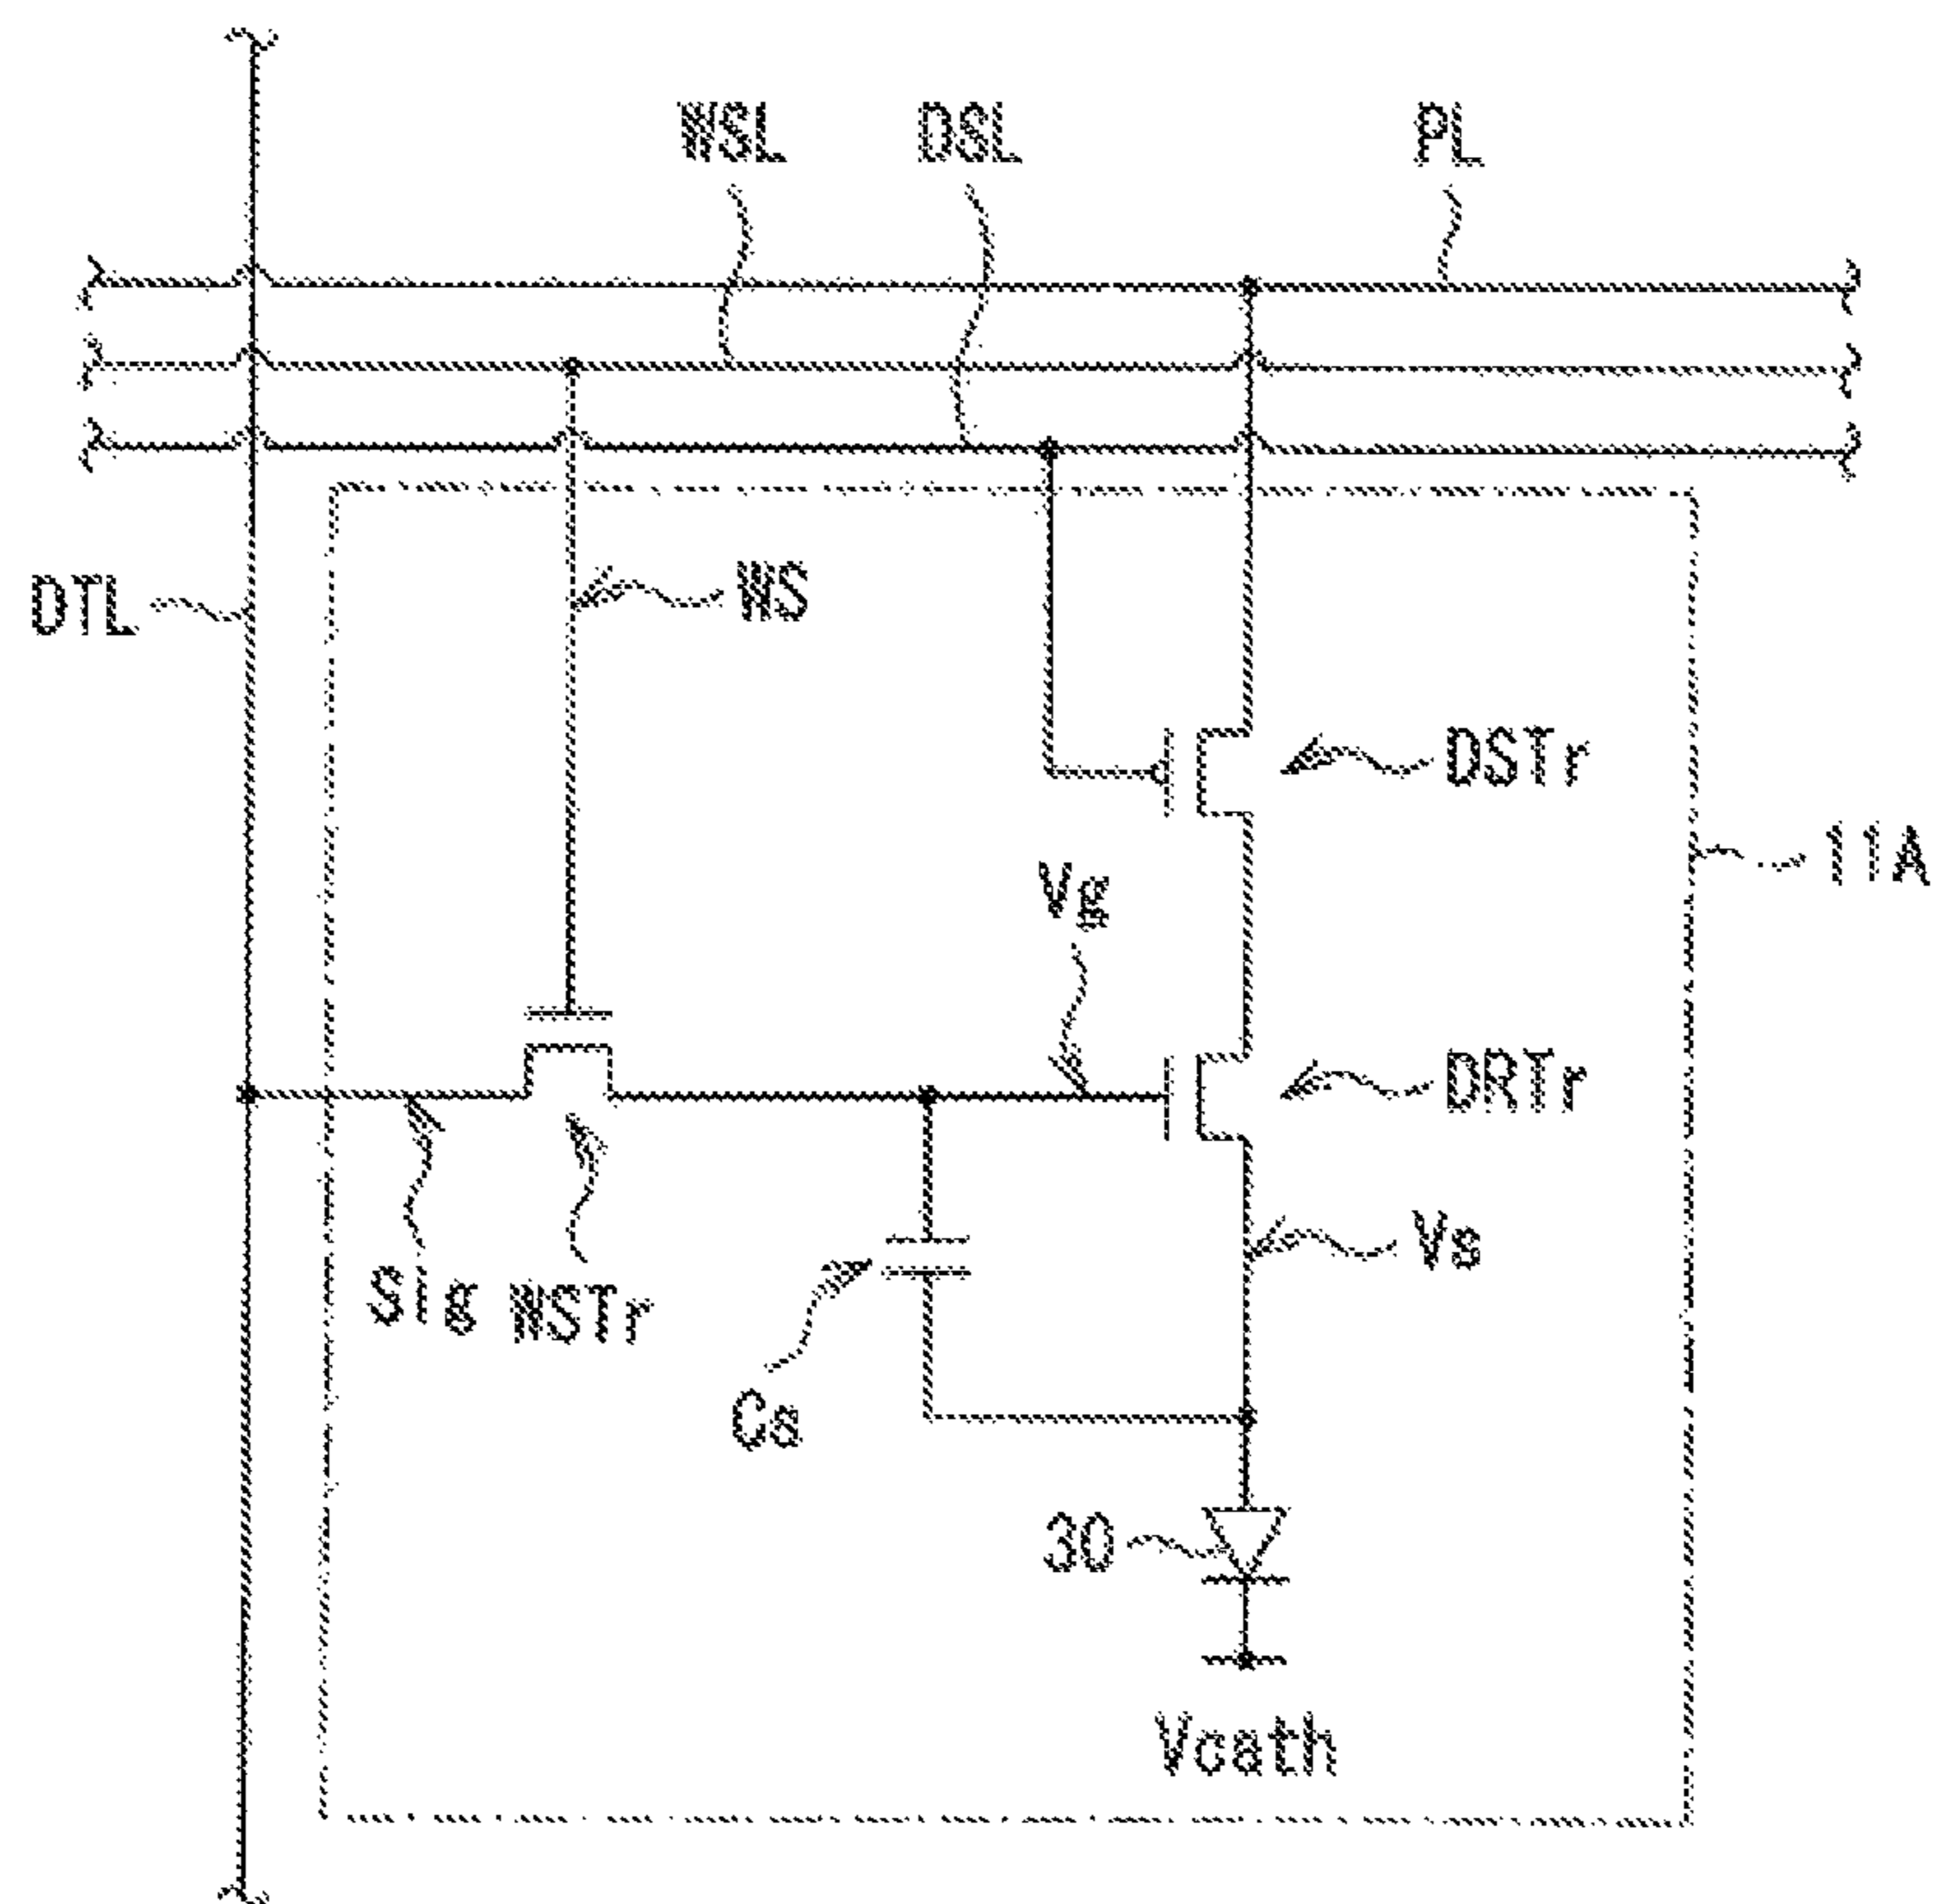 WSL DSL PL
DTL
WS
DSTr
11A
Vg
DRTr
Vs
Sig WSTr
Cs
30
Vcath